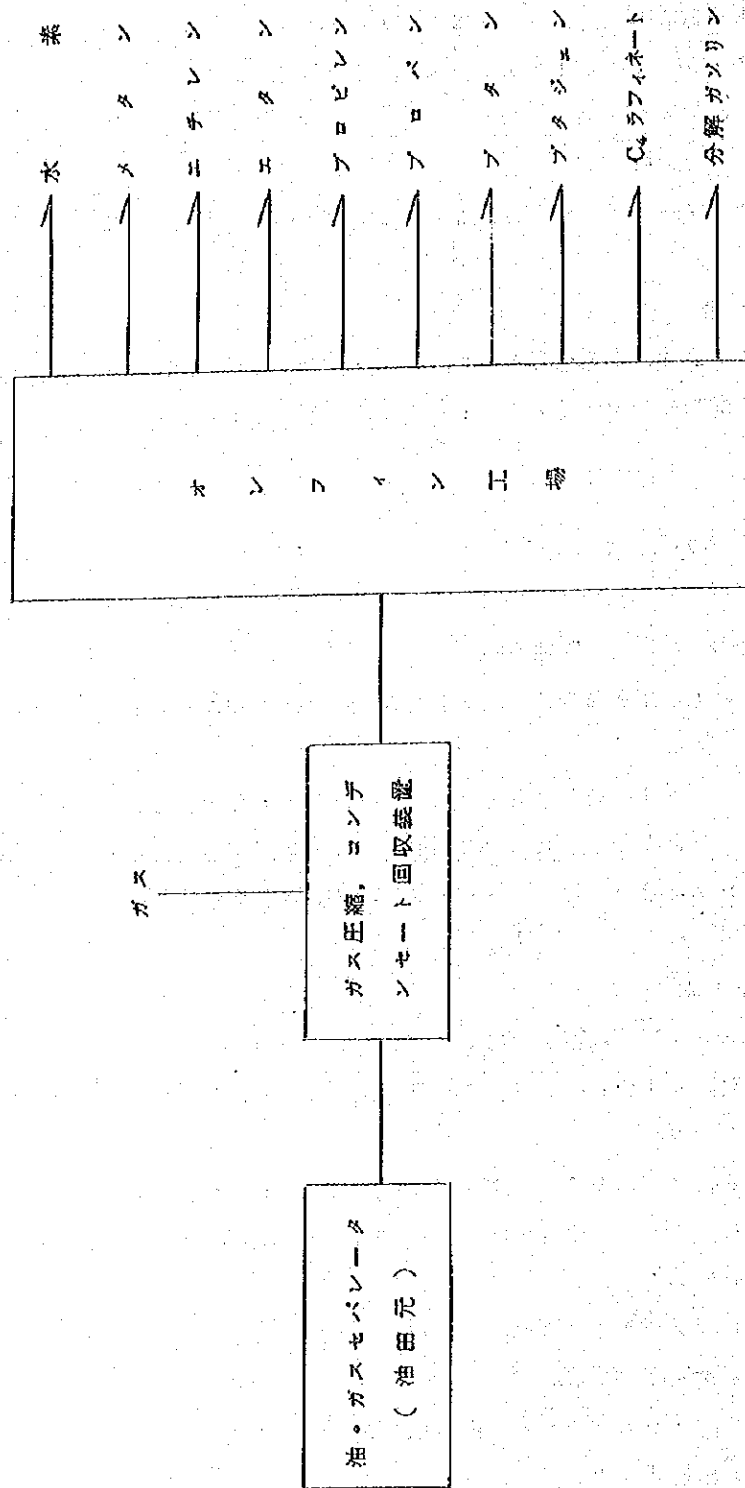 油・ガスセパレータ
(油田元)
ガス圧縮,コンデ
ンセート回収装置
ガス
オレフィン工場
水素
メタン
エチレン
エタン
プロピレン
プロパン
ブタン
ブタジェン
C₄ラフィネート
分解ガソリン